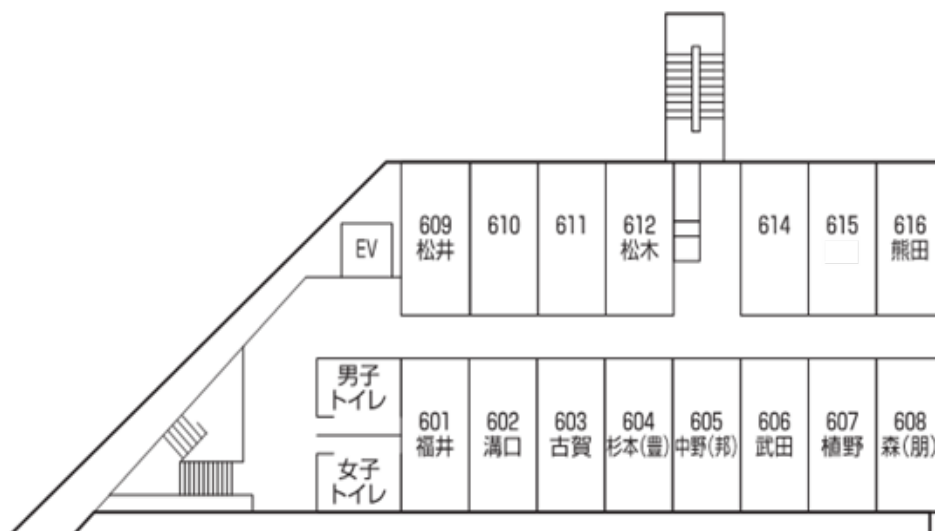 609
松井
610
611
612
松木
614
615
616
熊田
EV
男子
トイレ
女子
トイレ
601
福井
602
溝口
603
古賀
604
杉本(豊)
605
中野(邦)
606
武田
607
植野
608
森(朋)